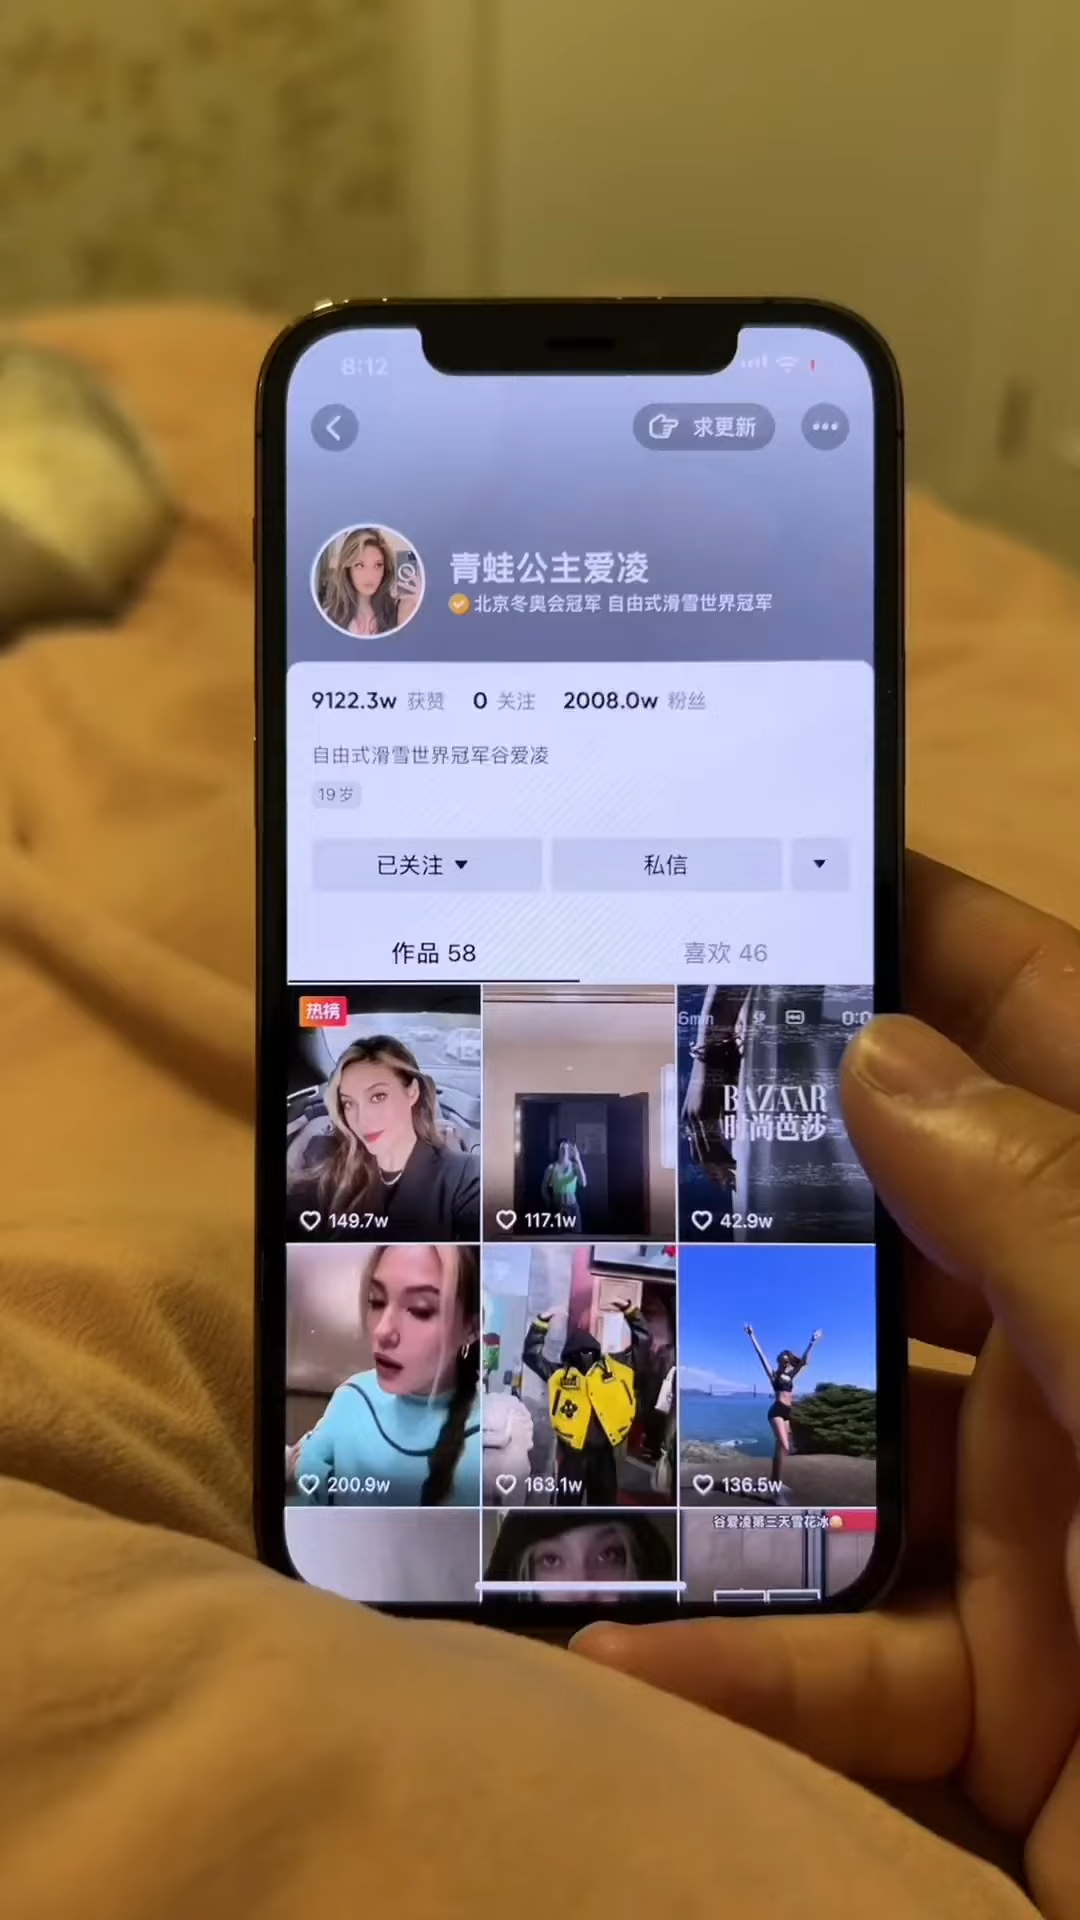 8:12
求更新
青蛙公主爱凌
北京冬奥会冠军 自由式滑雪世界冠军
9122.3w 获赞 0 关注 2008.0w 粉丝
自由式滑雪世界冠军谷爱凌
19岁
已关注 私信
作品 58 喜欢 46
热榜
6min
BAZAAR
时尚芭莎
149.7w 117.1w 42.9w
200.9w 163.1w 136.5w
谷爱凌第三天雪花冰